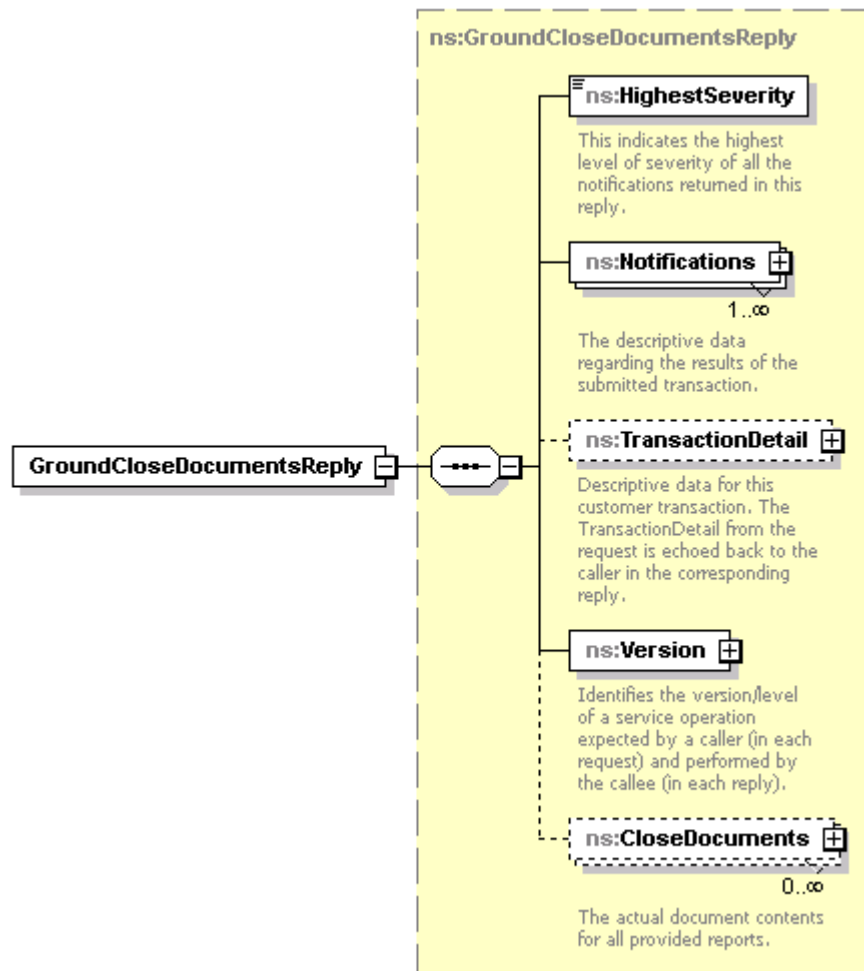 ns:GroundCloseDocumentsReply
ns:HighestSeverity
This indicates the highest
level of severity of all the
notifications returned in this
reply.
ns:Notifications
1..∞
The descriptive data
regarding the results of the
submitted transaction.
ns:TransactionDetail
GroundCloseDocumentsReply
Descriptive data for this
customer transaction. The
TransactionDetail from the
request is echoed back to the
caller in the corresponding
reply.
ns:Version
Identifies the version/level
of a service operation
expected by a caller (in each
request) and performed by
the callee (in each reply).
ns:CloseDocuments
0..∞
The actual document contents
for all provided reports.